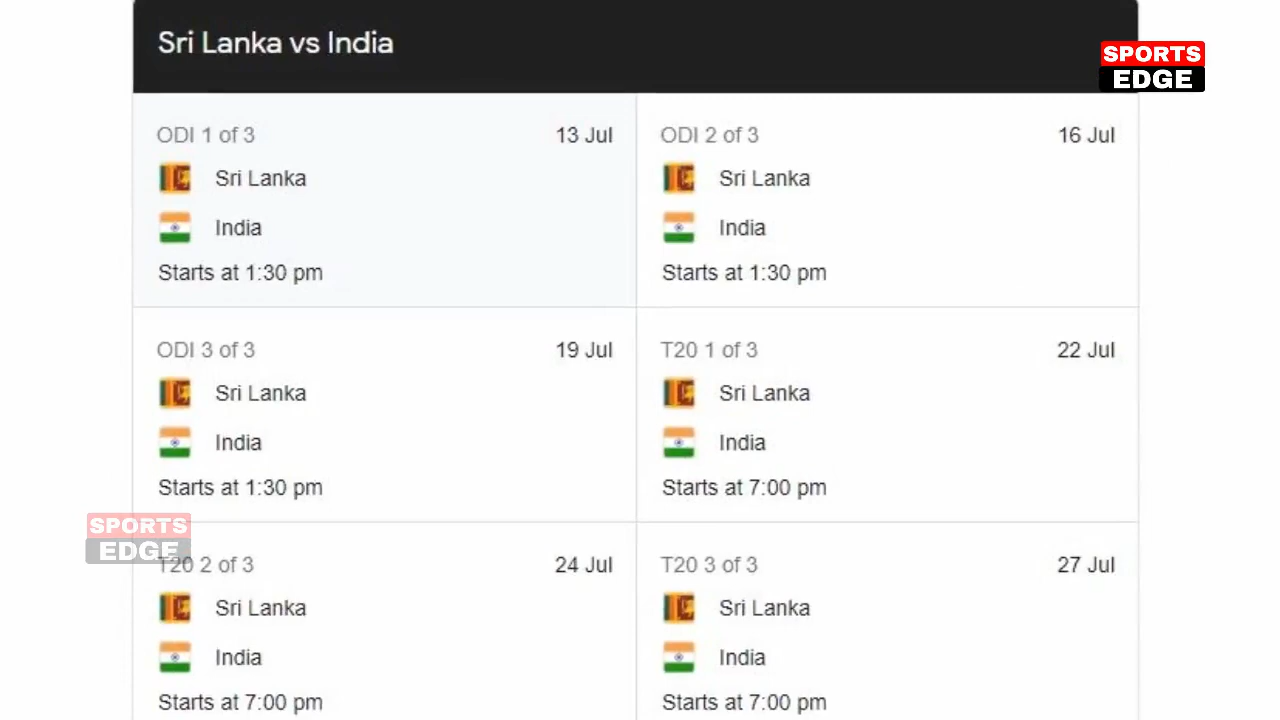 Sri Lanka vs India
SPORTS
EDGE
ODI 1 of 3 13 Jul
Sri Lanka
India
Starts at 1:30 pm
ODI 2 of 3 16 Jul
Sri Lanka
India
Starts at 1:30 pm
ODI 3 of 3 19 Jul
Sri Lanka
India
Starts at 1:30 pm
T20 1 of 3 22 Jul
Sri Lanka
India
Starts at 7:00 pm
SPORTS
EDGE
T20 2 of 3 24 Jul
Sri Lanka
India
Starts at 7:00 pm
T20 3 of 3 27 Jul
Sri Lanka
India
Starts at 7:00 pm